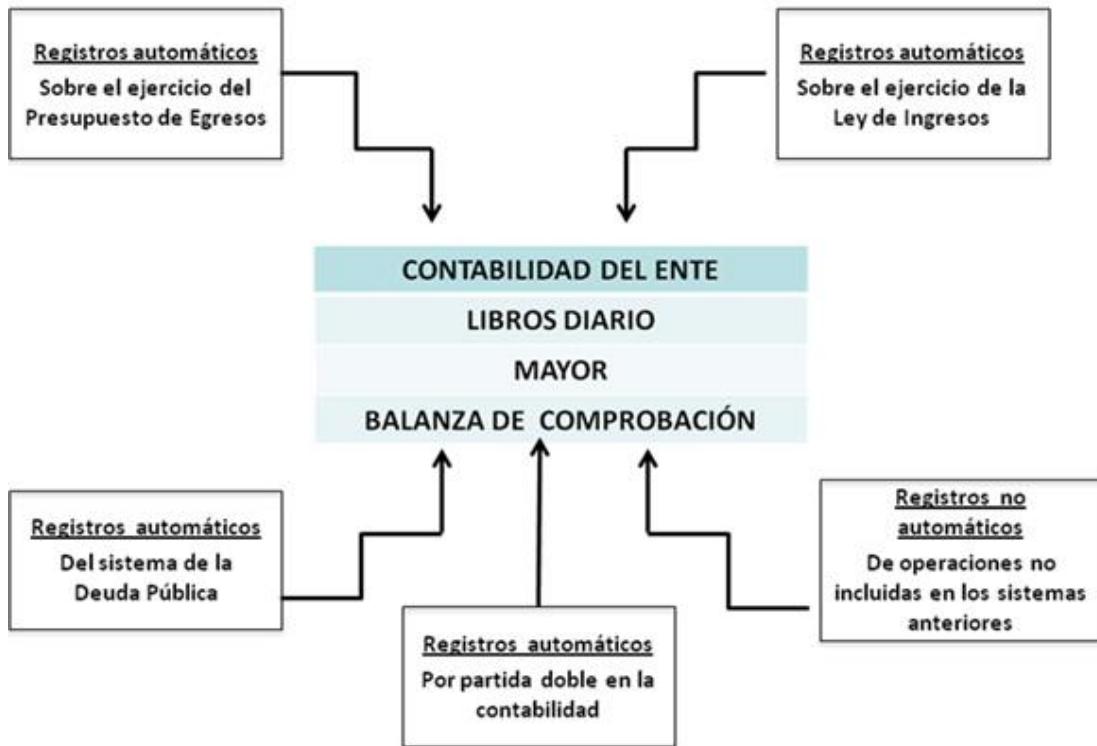 Registros automáticos
Sobre el ejercicio del
Presupuesto de Egresos
Registros automáticos
Sobre el ejercicio de la
Ley de Ingresos
CONTABILIDAD DEL ENTE
LIBROS DIARIO
MAYOR
BALANZA DE COMPROBACIÓN
Registros automáticos
Del sistema de la
Deuda Pública
Registros automáticos
Por partida doble en la
contabilidad
Registros no
automáticos
De operaciones no
incluidas en los sistemas
anteriores